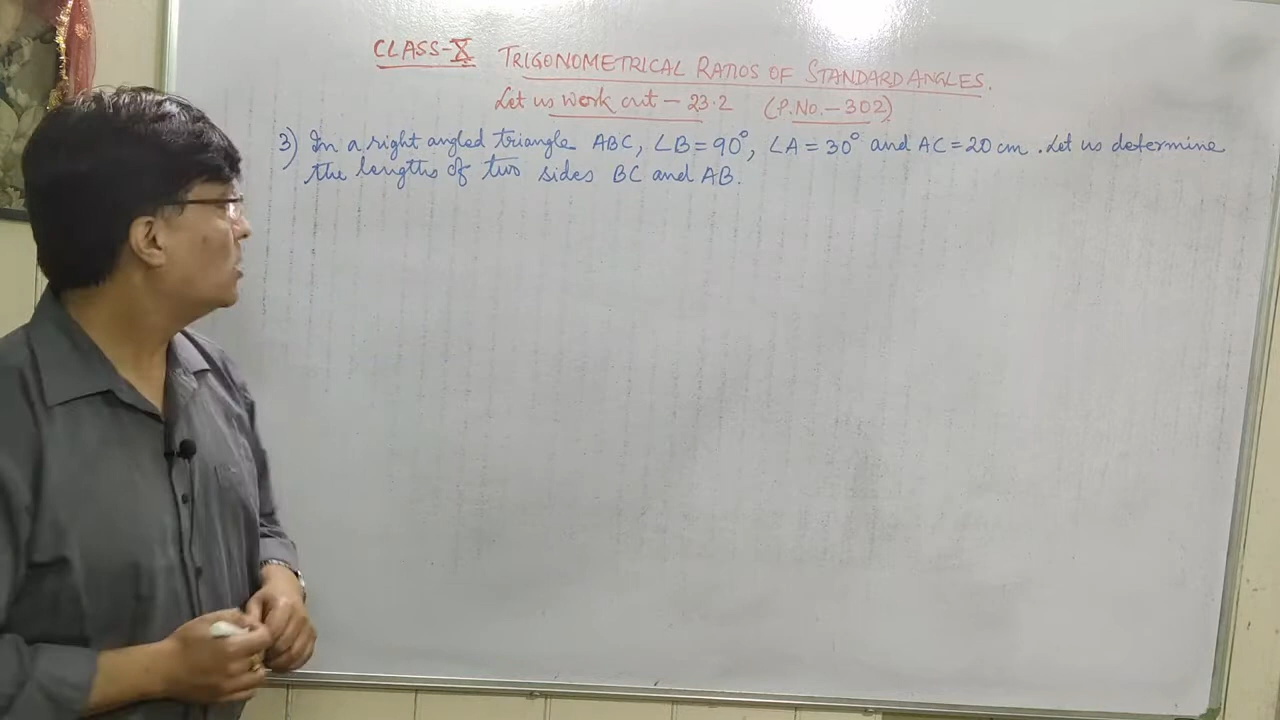 CLASS-X TRIGONOMETRICAL RATIOS OF STANDARD ANGLES.
Let us work out - 23.2 (P.No.-302)
3) In a right angled triangle ABC, ∠B=90°, ∠A=30° and AC=20 cm. Let us determine
the lengths of two sides BC and AB.